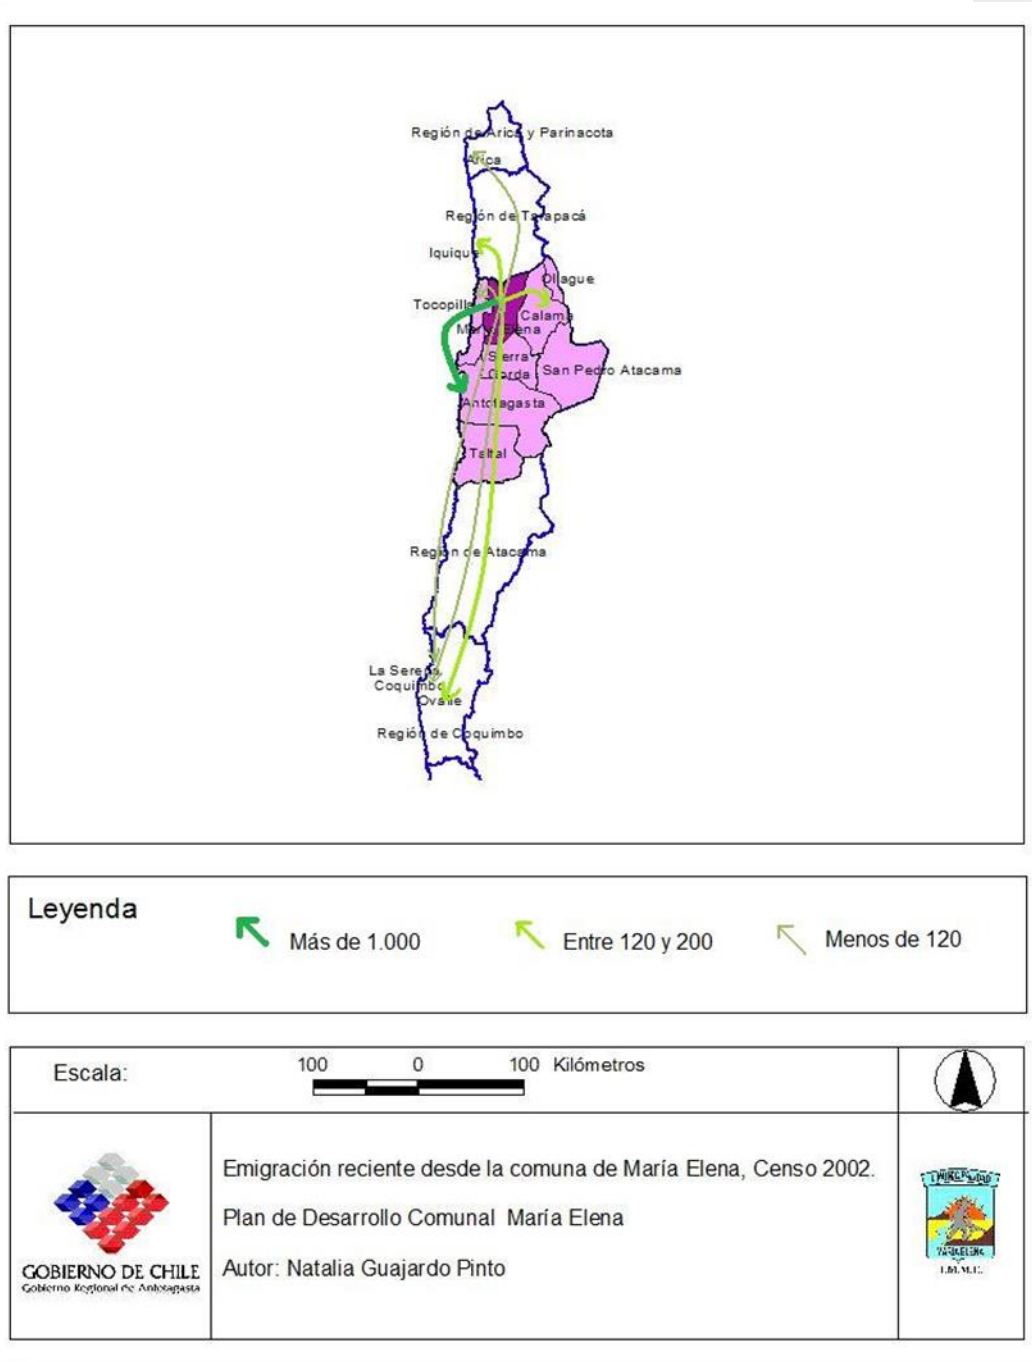 Región de Arica y Parinacota
Arica
Región de Tarapacá
Iquique
Ollague
Tocopilla
Calama
María Elena
Sierra
Gorda
San Pedro Atacama
Antofagasta
Taltal
Región de Atacama
La Serena
Coquimbo
Ovalle
Región de Coquimbo
Leyenda
Más de 1.000
Entre 120 y 200
Menos de 120
Escala:
100 0 100 Kilómetros
Emigración reciente desde la comuna de María Elena, Censo 2002.
Plan de Desarrollo Comunal María Elena
Autor: Natalia Guajardo Pinto
GOBIERNO DE CHILE
Gobierno Regional de Antofagasta
MARIA ELENA